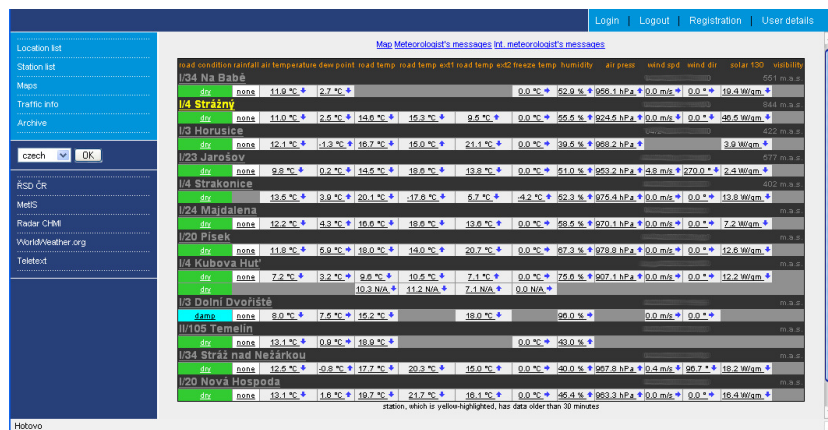 Login | Logout | Registration | User details
Map Meteorologist's messages Int. meteorologist's messages
Location list
Station list
Maps
Traffic info
Archive
czech OK
ŘSD ČR
MetIS
Radar CHMI
WorldWeather.org
Teletext
road condition rainfall air temperature dew point road temp road temp ext1 road temp ext2 freeze temp humidity air press wind spd wind dir solar 130 visibility
I/34 Na Babě 551 m.a.s.
dry none 11.9 °C 2.7 °C 0.0 °C 52.9 % 956.1 hPa 0.0 m/s 0.0 ° 19.4 W/qm
I/4 Strážný 844 m.a.s.
dry none 11.0 °C 2.5 °C 14.6 °C 15.3 °C 9.5 °C 0.0 °C 55.5 % 924.5 hPa 0.0 m/s 0.0 ° 46.5 W/qm
I/3 Horusice 422 m.a.s.
dry none 12.1 °C -1.3 °C 16.7 °C 15.0 °C 21.1 °C 0.0 °C 39.5 % 968.2 hPa 3.9 W/qm
I/23 Jarošov 577 m.a.s.
dry none 9.8 °C 0.2 °C 14.5 °C 18.6 °C 13.8 °C 0.0 °C 51.0 % 953.2 hPa 4.8 m/s 270.0 ° 2.4 W/qm
I/4 Strakonice 402 m.a.s.
dry 13.5 °C 3.9 °C 20.1 °C -17.6 °C 5.7 °C -4.2 °C 52.3 % 975.4 hPa 0.0 m/s 0.0 ° 13.8 W/qm
I/24 Majdalena m.a.s.
dry none 12.2 °C 4.3 °C 16.6 °C 18.6 °C 13.6 °C 0.0 °C 58.5 % 970.1 hPa 0.0 m/s 0.0 ° 7.2 W/qm
I/20 Písek m.a.s.
dry none 11.8 °C 5.9 °C 18.0 °C 14.0 °C 20.7 °C 0.0 °C 67.3 % 978.8 hPa 0.0 m/s 0.0 ° 12.6 W/qm
I/4 Kubova Huť m.a.s.
dry none 7.2 °C 3.2 °C 9.6 °C 10.5 °C 7.1 °C 0.0 °C 75.6 % 907.1 hPa 0.0 m/s 0.0 ° 12.2 W/qm
dry 10.3 N/A 11.2 N/A 7.1 N/A 0.0 N/A
I/3 Dolní Dvořiště m.a.s.
damp none 8.0 °C 7.5 °C 15.2 °C 18.0 °C 96.0 % 0.0 m/s 0.0 °
II/105 Temelín m.a.s.
dry none 13.1 °C 0.9 °C 18.9 °C 0.0 °C 43.0 %
I/34 Stráž nad Nežárkou m.a.s.
dry none 12.5 °C -0.8 °C 17.7 °C 20.3 °C 15.0 °C 0.0 °C 40.0 % 967.8 hPa 0.4 m/s 96.7 ° 18.2 W/qm
I/20 Nová Hospoda m.a.s.
dry none 13.1 °C 1.6 °C 19.7 °C 21.7 °C 16.1 °C 0.0 °C 45.4 % 963.3 hPa 0.0 m/s 0.0 ° 16.4 W/qm
station, which is yellow-highlighted, has data older than 30 minutes
Hotovo